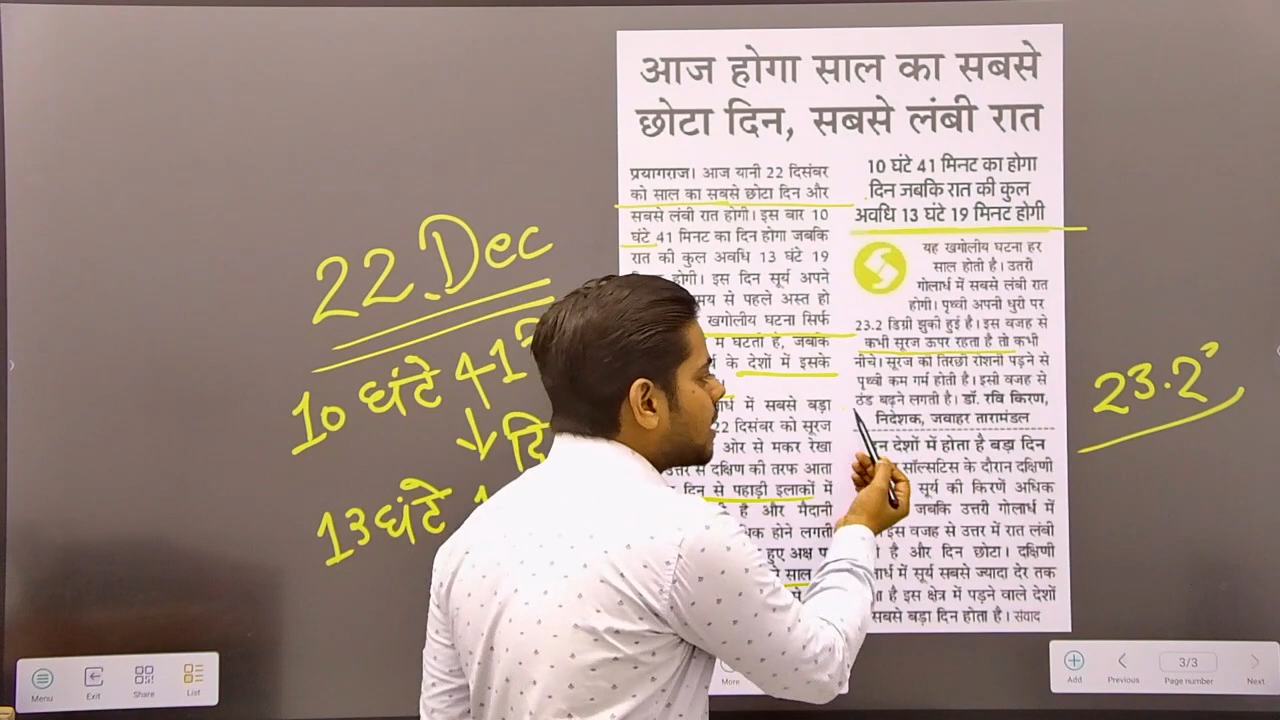 आज होगा साल का सबसे
छोटा दिन, सबसे लंबी रात
प्रयागराज। आज यानी 22 दिसंबर
को साल का सबसे छोटा दिन और
सबसे लंबी रात होगी। इस बार 10
घंटे 41 मिनट का दिन होगा जबकि
रात की कुल अवधि 13 घंटे 19
होगी। इस दिन सूर्य अपने
से पहले अस्त हो
खगोलीय घटना सिर्फ
में घटती है, जबकि
के देशों में इसके
में सबसे बड़ा
22 दिसंबर को सूरज
ओर से मकर रेखा
उत्तर से दक्षिण की तरफ आता
दिन से पहाड़ी इलाकों में
है और मैदानी
होने लगती
हुए अक्ष
साल
10 घंटे 41 मिनट का होगा
दिन जबकि रात की कुल
अवधि 13 घंटे 19 मिनट होगी
यह खगोलीय घटना हर
साल होती है। उतरी
गोलार्ध में सबसे लंबी रात
होगी। पृथ्वी अपनी धुरी पर
23.2 डिग्री झुकी हुई है। इस वजह से
कभी सूरज ऊपर रहता है तो कभी
नीचे। सूरज की तिरछी रोशनी पड़ने से
पृथ्वी कम गर्म होती है। इसी वजह से
ठंड बढ़ने लगती है। डॉ. रवि किरण,
निदेशक, जवाहर तारामंडल
देशों में होता है बड़ा दिन
सॉल्सटिस के दौरान दक्षिणी
सूर्य की किरणें अधिक
जबकि उत्तरी गोलार्ध में
इस वजह से उत्तर में रात लंबी
है और दिन छोटा। दक्षिणी
में सूर्य सबसे ज्यादा देर तक
है इस क्षेत्र में पड़ने वाले देशों
सबसे बड़ा दिन होता है। संवाद
22 Dec
10 घंटे 41
13 घंटे
23.2°
Menu
Exit
Share
List
More
Add
Previous
3/3
Page number
Next